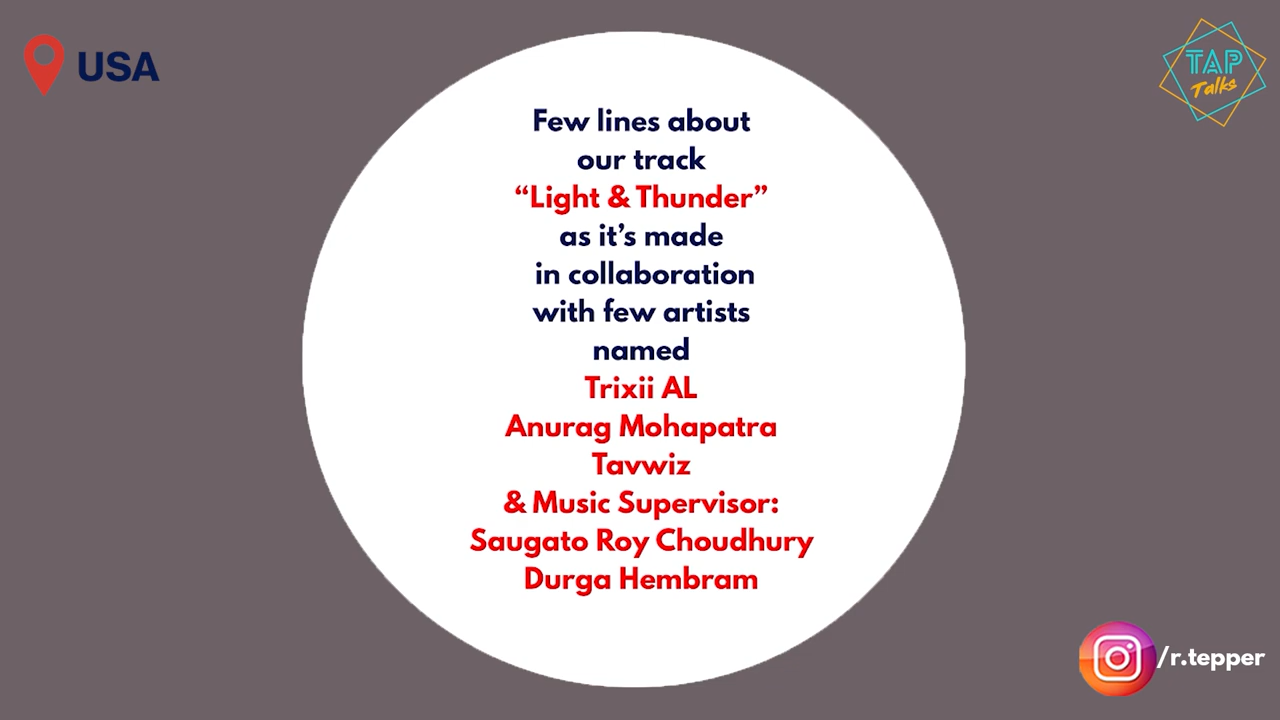 USA
TAP
Talks
Few lines about
our track
“Light & Thunder”
as it’s made
in collaboration
with few artists
named
Trixii AL
Anurag Mohapatra
Tavwiz
& Music Supervisor:
Saugato Roy Choudhury
Durga Hembram
/r.tepper